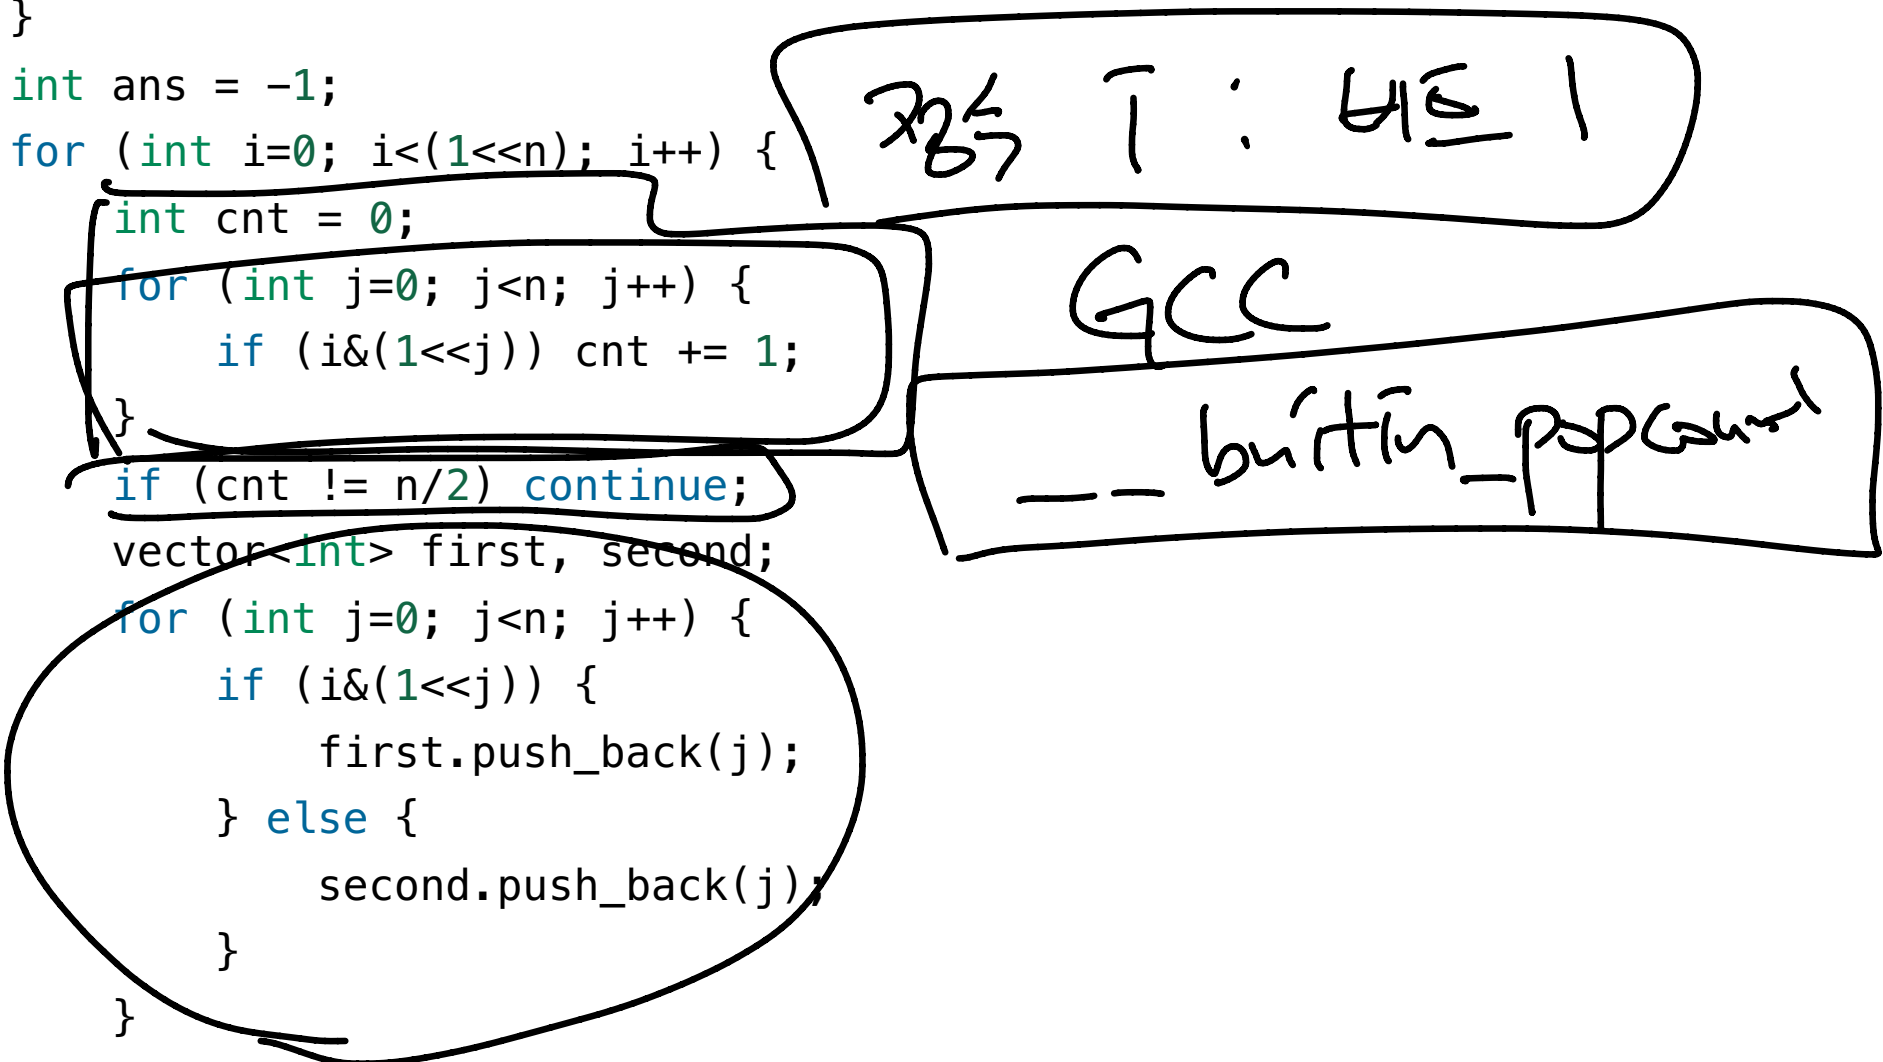 }
int ans = -1;
for (int i=0; i<(1<<n); i++) {
int cnt = 0;
for (int j=0; j<n; j++) {
if (i&(1<<j)) cnt += 1;
}
if (cnt != n/2) continue;
vector<int> first, second;
for (int j=0; j<n; j++) {
if (i&(1<<j)) {
first.push_back(j);
} else {
second.push_back(j);
}
}
: 비트 1
GCC
__builtin_popcount